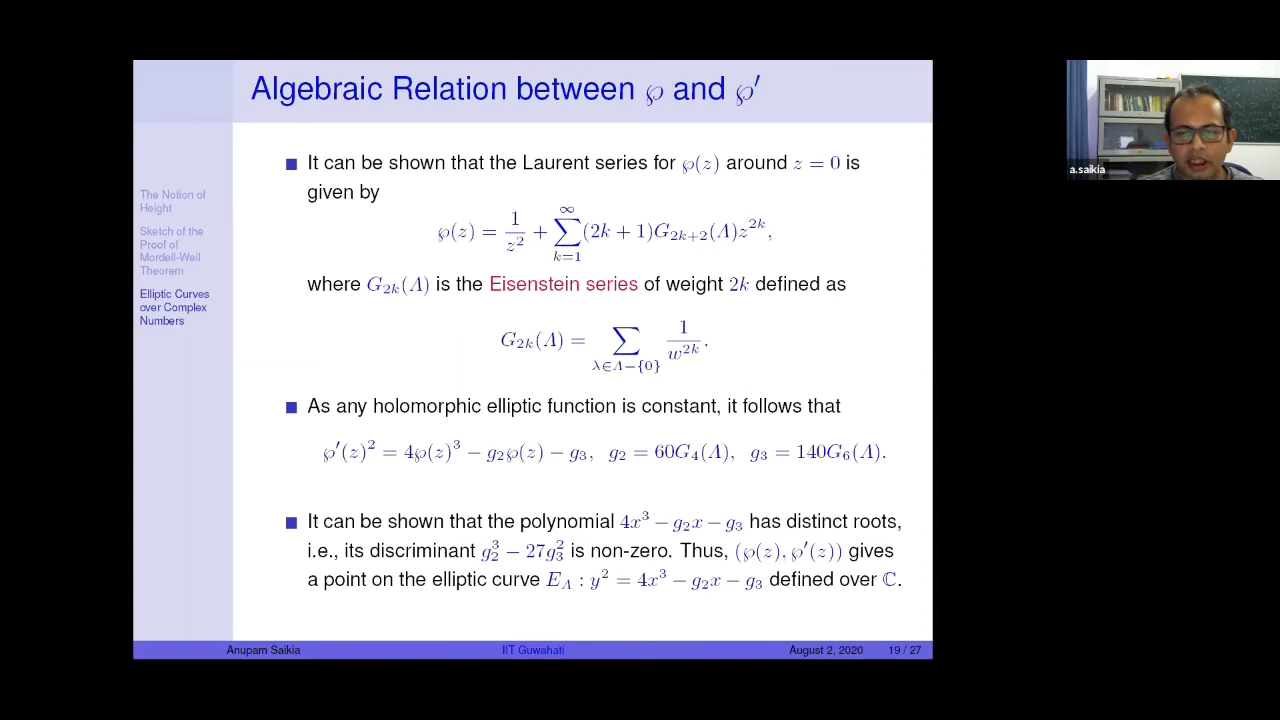 Algebraic Relation between ℘ and ℘′
It can be shown that the Laurent series for ℘(z) around z = 0 is
given by
℘(z) = 1/z² + ∑_{k=1}^{∞} (2k + 1)G_{2k+2}(Λ)z^{2k},
where G_{2k}(Λ) is the Eisenstein series of weight 2k defined as
G_{2k}(Λ) = ∑_{λ∈Λ−{0}} 1/w^{2k}.
As any holomorphic elliptic function is constant, it follows that
℘′(z)² = 4℘(z)³ − g₂℘(z) − g₃, g₂ = 60G₄(Λ), g₃ = 140G₆(Λ).
It can be shown that the polynomial 4x³ − g₂x − g₃ has distinct roots,
i.e., its discriminant g₂³ − 27g₃² is non-zero. Thus, (℘(z), ℘′(z)) gives
a point on the elliptic curve E_Λ : y² = 4x³ − g₂x − g₃ defined over ℂ.
The Notion of
Height
Sketch of the
Proof of
Mordell-Weil
Theorem
Elliptic Curves
over Complex
Numbers
Anupam Saikia IIT Guwahati August 2, 2020 19 / 27
a.saikia